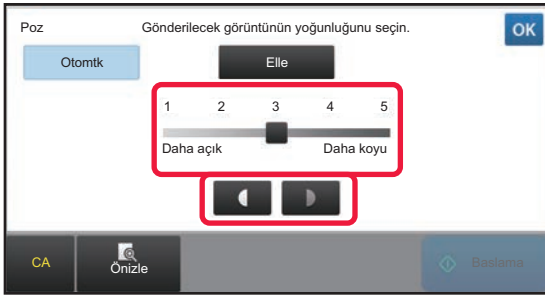 Poz Gönderilecek görüntünün yoğunluğunu seçin. OK
Otomtk Elle
1 2 3 4 5
Daha açık Daha koyu
CA Önizle Baslama